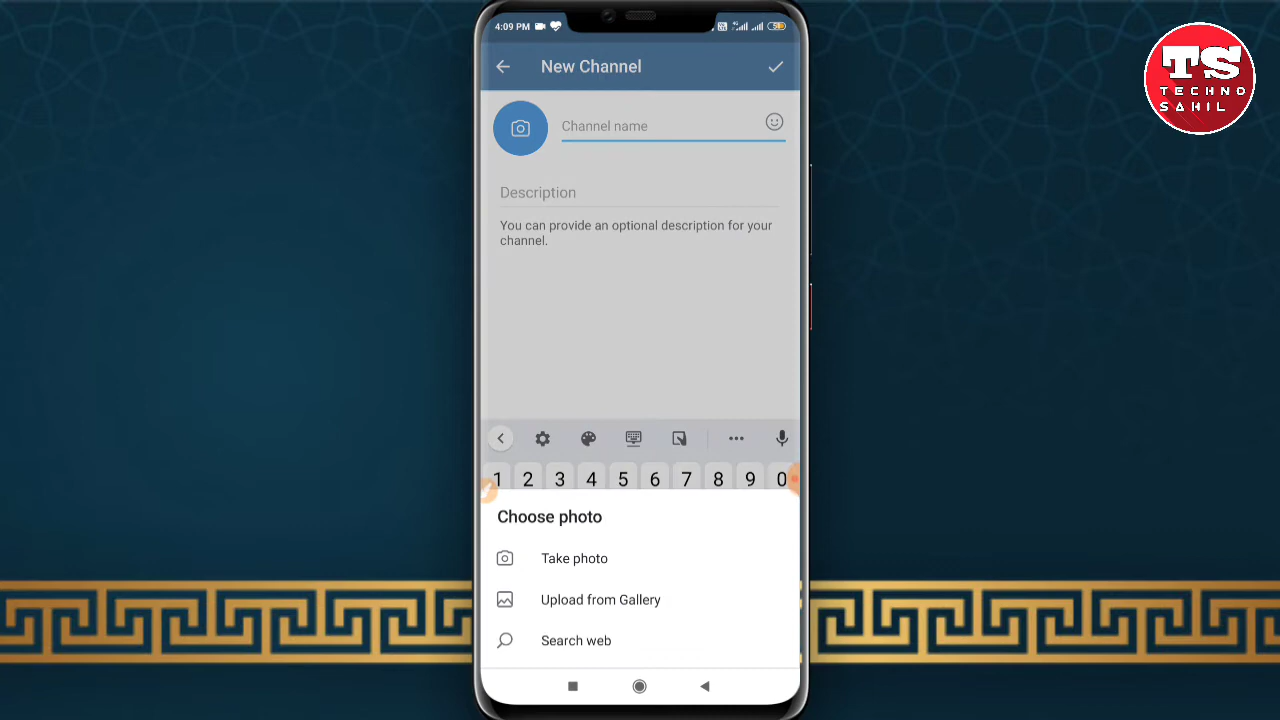 4:09 PM
New Channel
Channel name
Description
You can provide an optional description for your
channel.
1 2 3 4 5 6 7 8 9 0
Choose photo
Take photo
Upload from Gallery
Search web
TS
TECHNO
SAHIL